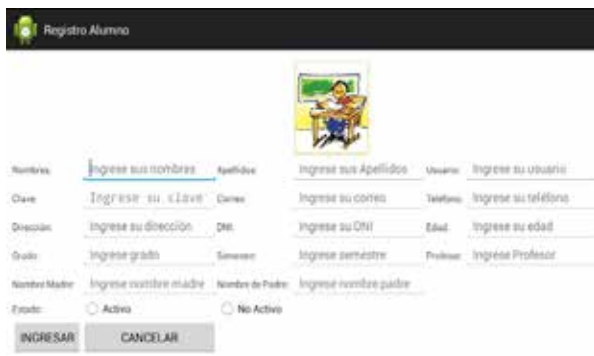 Registro Alumno
Nombres: Ingrese sus nombres Apellidos: Ingrese sus Apellidos Usuario: Ingrese su usuario
Clave: Ingrese su clave Correo: Ingrese su correo Telefono: Ingrese su teléfono
Dirección: Ingrese su dirección DNI: Ingrese su DNI Edad: Ingrese su edad
Grado: Ingrese grado Semestre: Ingrese semestre Profesor: Ingrese Profesor
Nombre Madre: Ingrese nombre madre Nombre de Padre: Ingrese nombre padre
Estado: Activo No Activo
INGRESAR CANCELAR